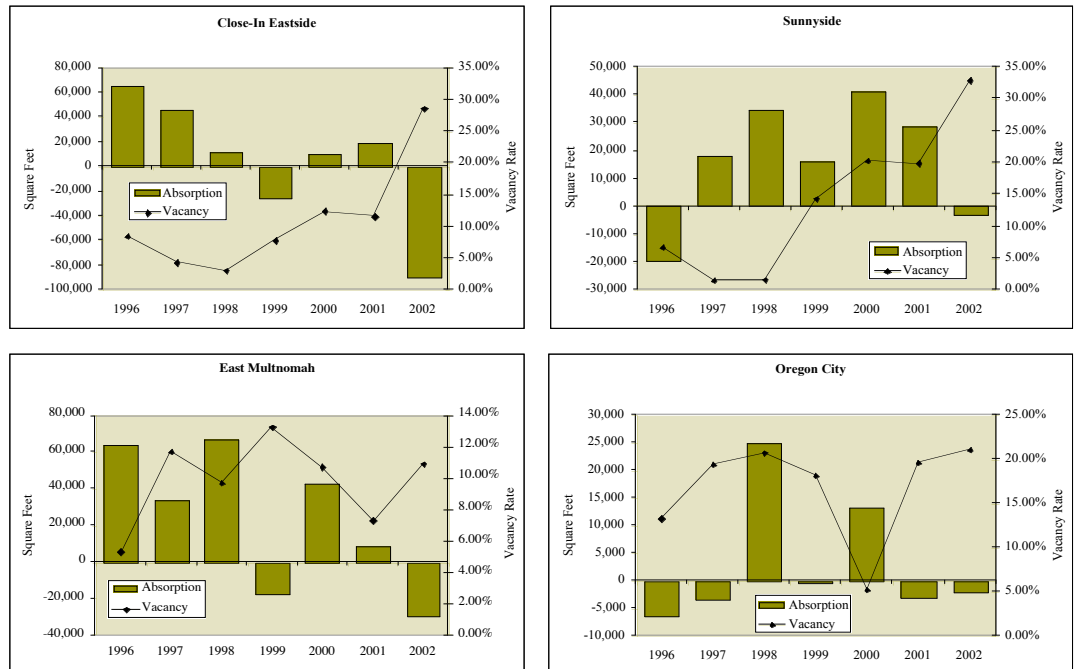 Close-In Eastside
Square Feet
80,000
60,000
40,000
20,000
0
-20,000
-40,000
-60,000
-80,000
-100,000
35.00%
30.00%
25.00%
20.00%
15.00%
10.00%
5.00%
0.00%
Vacancy Rate
Absorption
Vacancy
1996 1997 1998 1999 2000 2001 2002
Sunnyside
Square Feet
50,000
40,000
30,000
20,000
10,000
0
-10,000
-20,000
-30,000
35.00%
30.00%
25.00%
20.00%
15.00%
10.00%
5.00%
0.00%
Vacancy Rate
Absorption
Vacancy
1996 1997 1998 1999 2000 2001 2002
East Multnomah
Square Feet
80,000
60,000
40,000
20,000
0
-20,000
-40,000
14.00%
12.00%
10.00%
8.00%
6.00%
4.00%
2.00%
0.00%
Vacancy Rate
Absorption
Vacancy
1996 1997 1998 1999 2000 2001 2002
Oregon City
Square Feet
30,000
25,000
20,000
15,000
10,000
5,000
0
-5,000
-10,000
25.00%
20.00%
15.00%
10.00%
5.00%
0.00%
Vacancy Rate
Absorption
Vacancy
1996 1997 1998 1999 2000 2001 2002